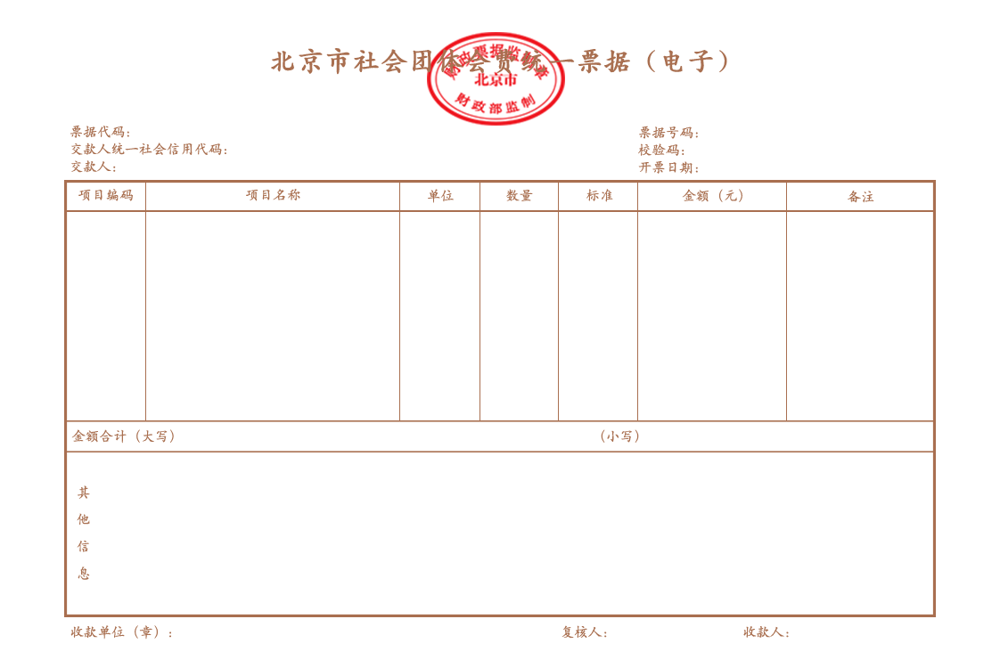 北京市社会团体会费统一票据（电子）
财政票据监制章
北京市
财政部监制
票据代码：
票据号码：
交款人统一社会信用代码：
校验码：
交款人：
开票日期：
项目编码 项目名称 单位 数量 标准 金额（元） 备注
金额合计（大写） （小写）
其
他
信
息
收款单位（章）： 复核人： 收款人：